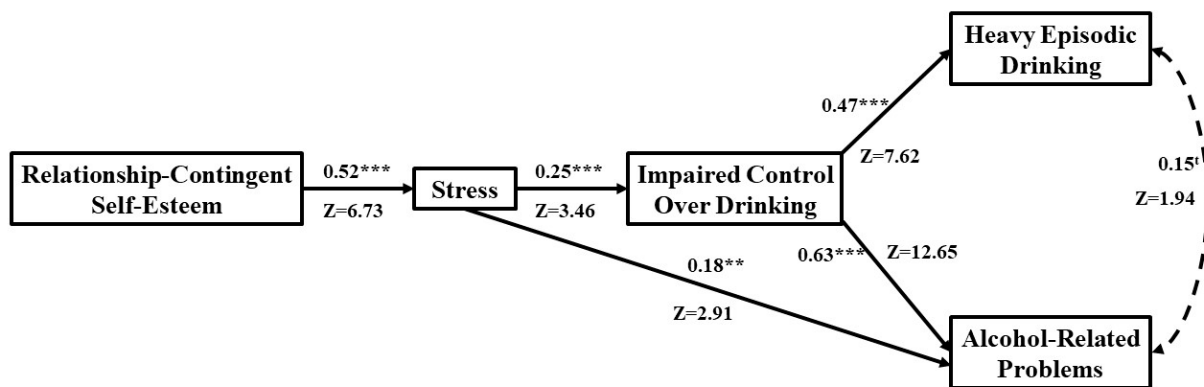 Heavy Episodic
Drinking
0.47***
Z=7.62
0.15ᵗ
Z=1.94
Relationship-Contingent
Self-Esteem
0.52***
Z=6.73
Stress
0.25***
Z=3.46
Impaired Control
Over Drinking
0.18**
Z=2.91
0.63***
Z=12.65
Alcohol-Related
Problems